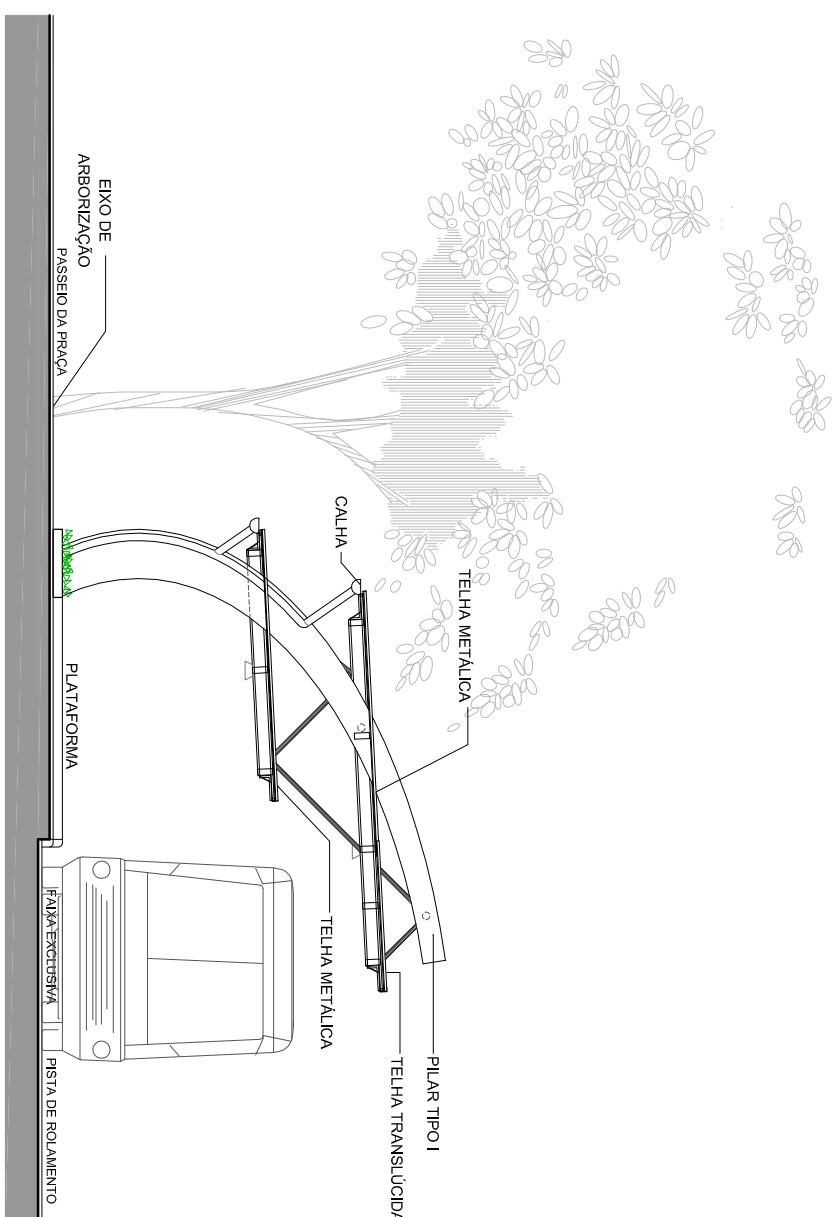 EIXO DE
ARBORIZAÇÃO
PASSEIO DA PRAÇA
CALHA
TELHA METÁLICA
PLATAFORMA
TELHA METÁLICA
PILAR TIPO I
TELHA TRANSLÚCIDA
FAIXA EXCLUSIVA
PISTA DE ROLAMENTO